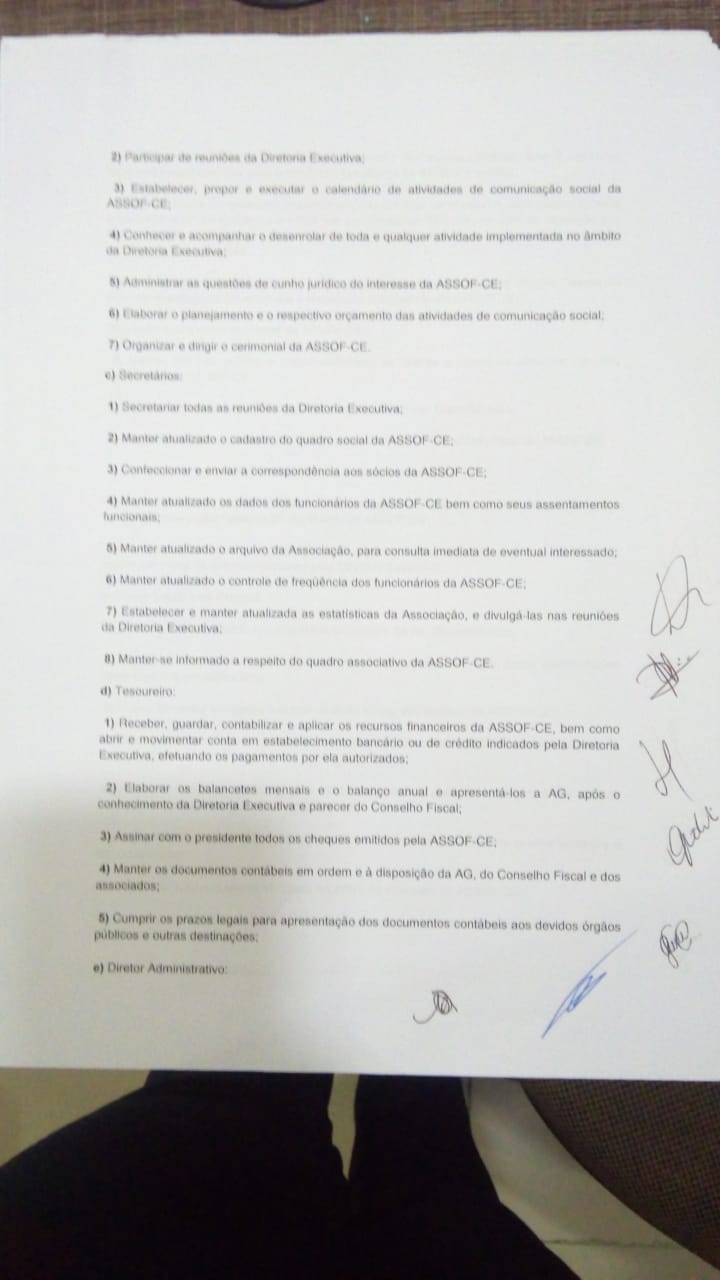 2) Participar de reuniões da Diretoria Executiva;
3) Estabelecer, propor e executar o calendário de atividades de comunicação social da
ASSOF-CE;
4) Conhecer e acompanhar o desenrolar de toda e qualquer atividade implementada no âmbito
da Diretoria Executiva;
5) Administrar as questões de cunho jurídico do interesse da ASSOF-CE;
6) Elaborar o planejamento e o respectivo orçamento das atividades de comunicação social;
7) Organizar e dirigir o cerimonial da ASSOF-CE.
c) Secretários:
1) Secretariar todas as reuniões da Diretoria Executiva;
2) Manter atualizado o cadastro do quadro social da ASSOF-CE;
3) Confeccionar e enviar a correspondência aos sócios da ASSOF-CE;
4) Manter atualizado os dados dos funcionários da ASSOF-CE bem como seus assentamentos
funcionais;
5) Manter atualizado o arquivo da Associação, para consulta imediata de eventual interessado;
6) Manter atualizado o controle de freqüência dos funcionários da ASSOF-CE;
7) Estabelecer e manter atualizada as estatísticas da Associação, e divulgá-las nas reuniões
da Diretoria Executiva;
8) Manter-se informado a respeito do quadro associativo da ASSOF-CE.
d) Tesoureiro:
1) Receber, guardar, contabilizar e aplicar os recursos financeiros da ASSOF-CE, bem como
abrir e movimentar conta em estabelecimento bancário ou de crédito indicados pela Diretoria
Executiva, efetuando os pagamentos por ela autorizados;
2) Elaborar os balancetes mensais e o balanço anual e apresentá-los a AG, após o
conhecimento da Diretoria Executiva e parecer do Conselho Fiscal;
3) Assinar com o presidente todos os cheques emitidos pela ASSOF-CE;
4) Manter os documentos contábeis em ordem e à disposição da AG, do Conselho Fiscal e dos
associados;
5) Cumprir os prazos legais para apresentação dos documentos contábeis aos devidos órgãos
públicos e outras destinações;
e) Diretor Administrativo: